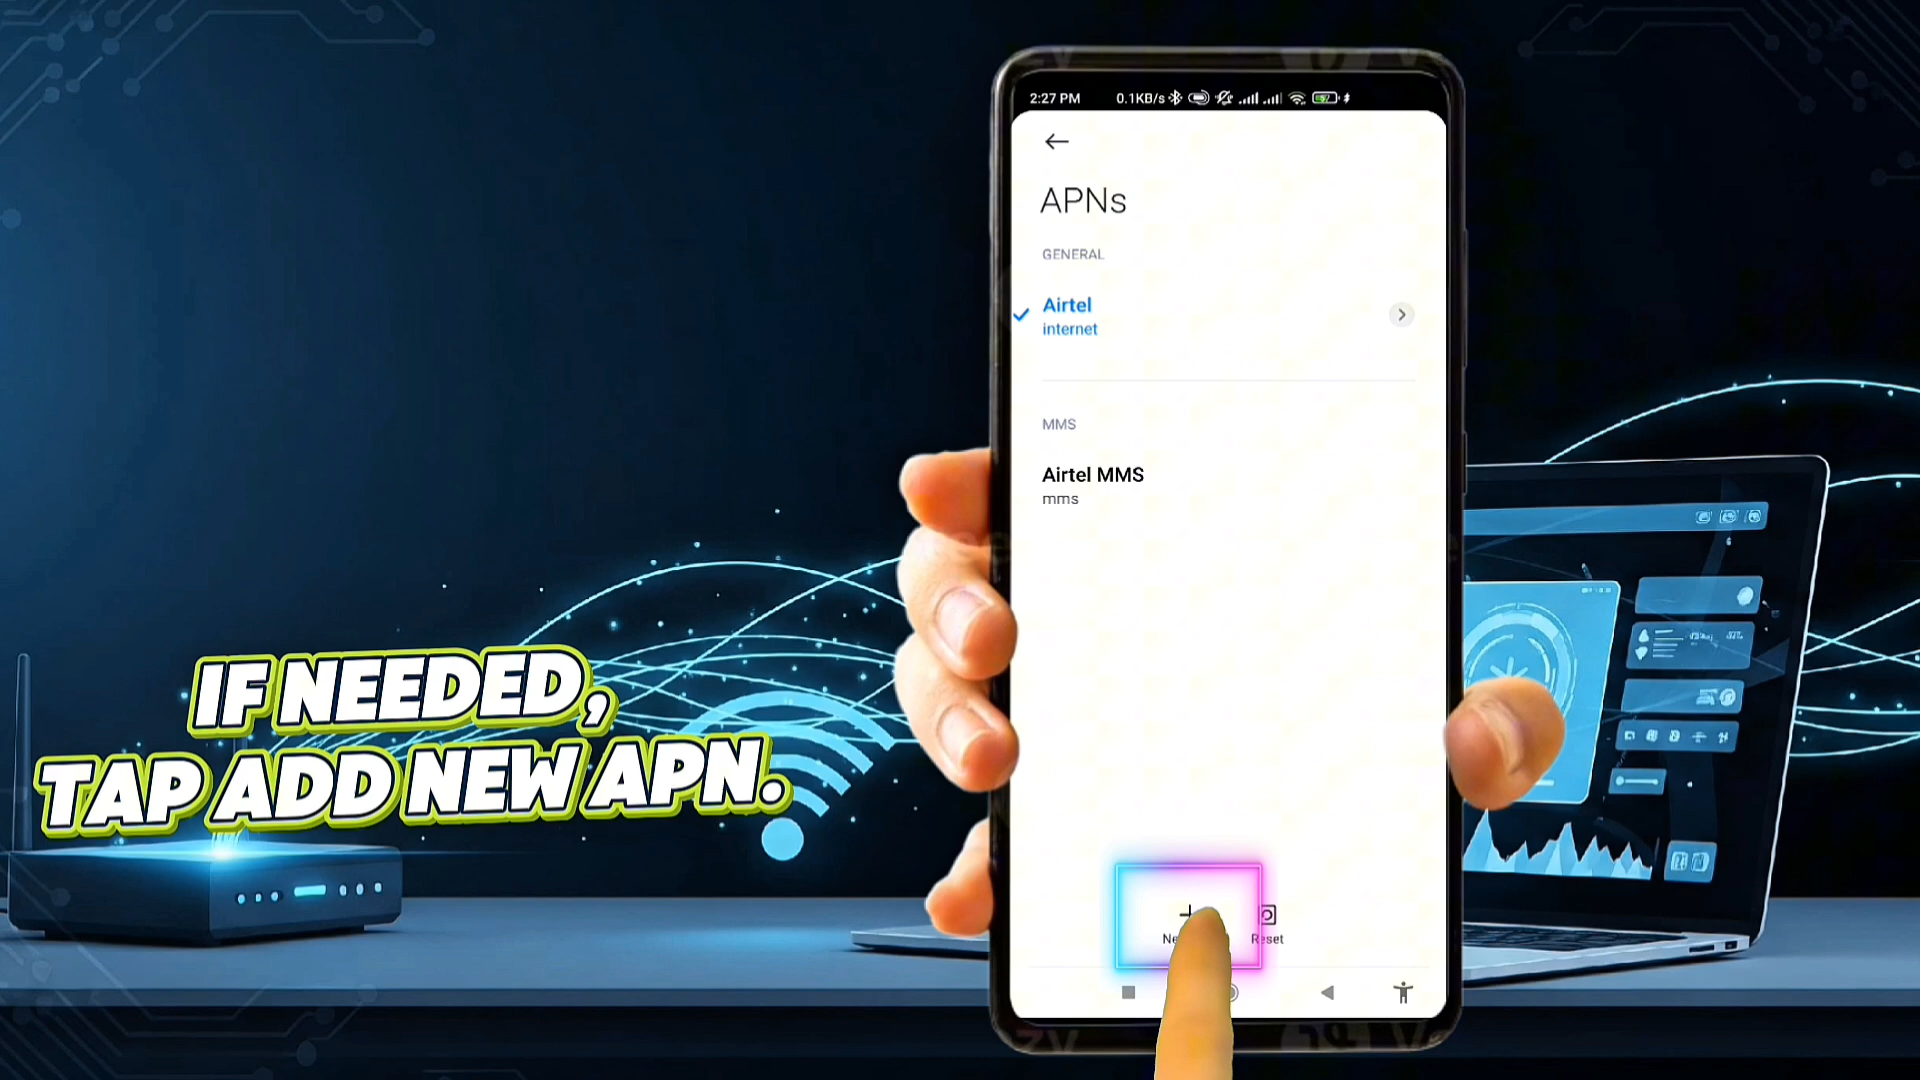 2:27 PM 0.1KB/s
APNs
GENERAL
Airtel
internet
MMS
Airtel MMS
mms
IF NEEDED,
TAP ADD NEW APN.
Reset